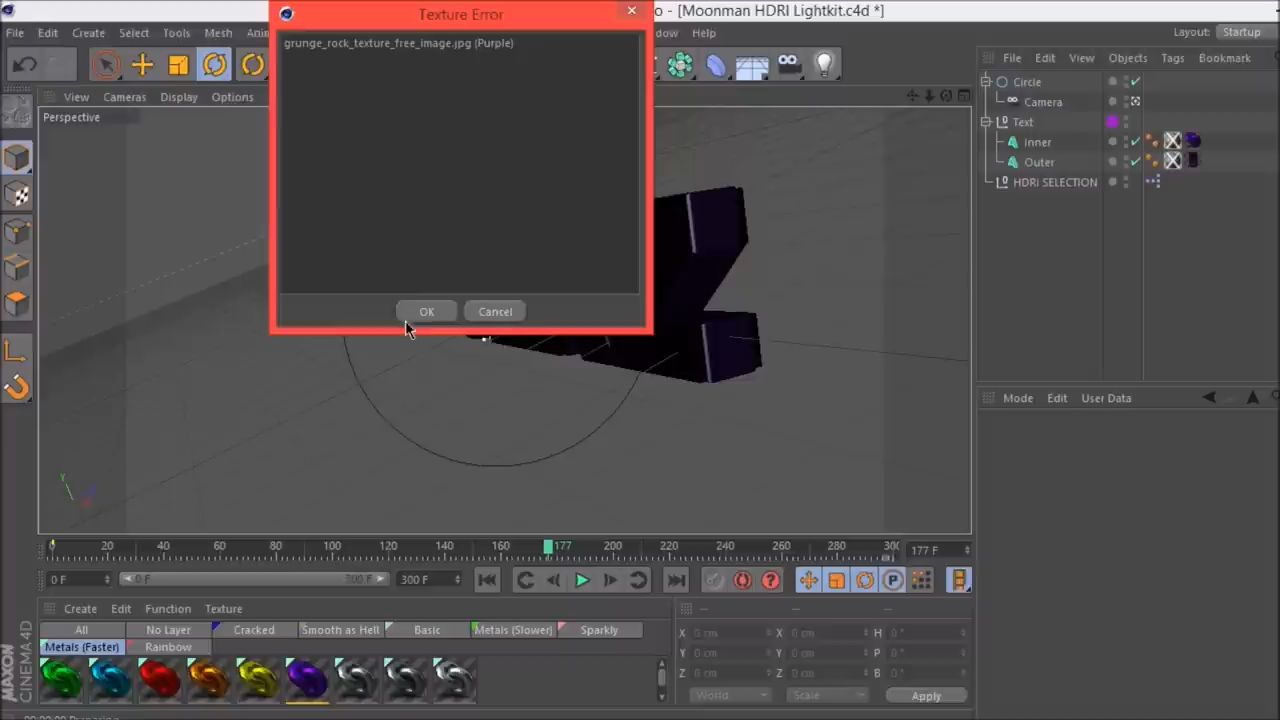 Texture Error
o - [Moonman HDRI Lightkit.c4d *]
File Edit Create Select Tools Mesh
dow Help
Layout: Startup
grunge_rock_texture_free_image.jpg (Purple)
OK Cancel
View Cameras Display Options
Perspective
File Edit View Objects Tags Bookmark
Circle
Camera
Text
Inner
Outer
HDRI SELECTION
Mode Edit User Data
Y
0 20 40 60 80 100 120 140 160 177 200 220 240 260 280 300 177 F
0 F 0 F 300 F 300 F
Create Edit Function Texture
All No Layer Cracked Smooth as Hell Basic Metals (Slower) Sparkly
Metals (Faster) Rainbow
-- -- --
X 0 cm X 0 cm H 0 °
Y 0 cm Y 0 cm P 0 °
Z 0 cm Z 0 cm B 0 °
World Scale Apply
MAXON
CINEMA 4D